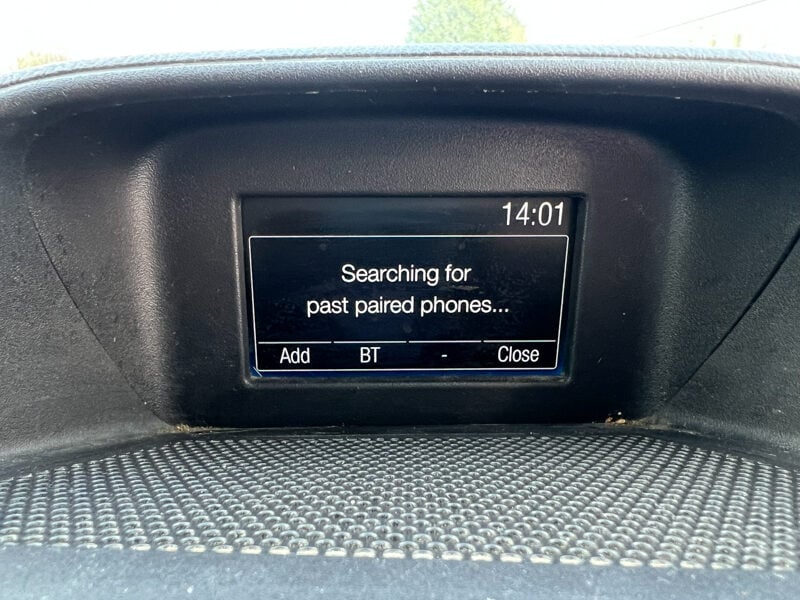 14:01
Searching for
past paired phones...
Add BT - Close